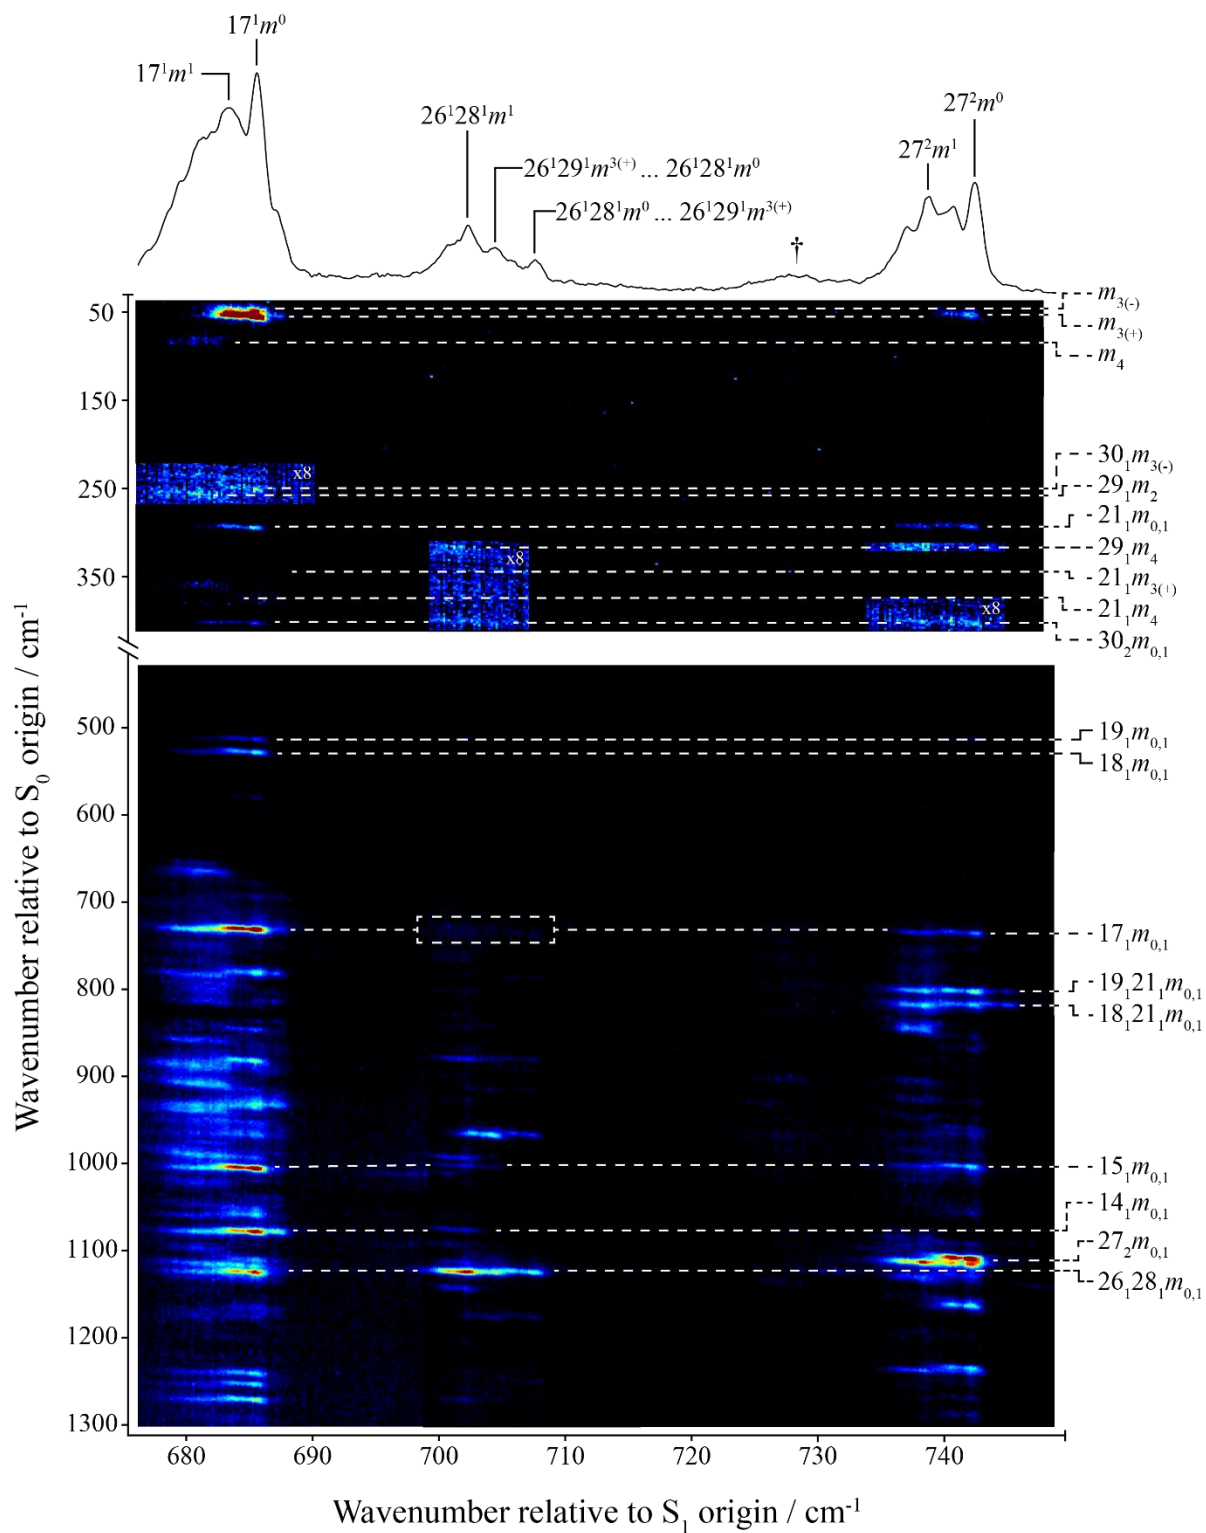 17¹m⁰
17¹m¹
26¹28¹m¹
26¹29¹m³⁽⁺⁾ ... 26¹28¹m⁰
26¹28¹m⁰ ... 26¹29¹m³⁽⁺⁾
†
27²m¹
27²m⁰
50
150
250
350
x8
x8
x8
m₃₍₋₎
m₃₍₊₎
m₄
30₁m₃₍₋₎
29₁m₂
21₁m₀,₁
29₁m₄
21₁m₃₍₊₎
21₁m₄
30₂m₀,₁
500
600
700
800
900
1000
1100
1200
1300
19₁m₀,₁
18₁m₀,₁
17₁m₀,₁
19₁21₁m₀,₁
18₁21₁m₀,₁
15₁m₀,₁
14₁m₀,₁
27₂m₀,₁
26₁28₁m₀,₁
Wavenumber relative to S₀ origin / cm⁻¹
680
690
700
710
720
730
740
Wavenumber relative to S₁ origin / cm⁻¹